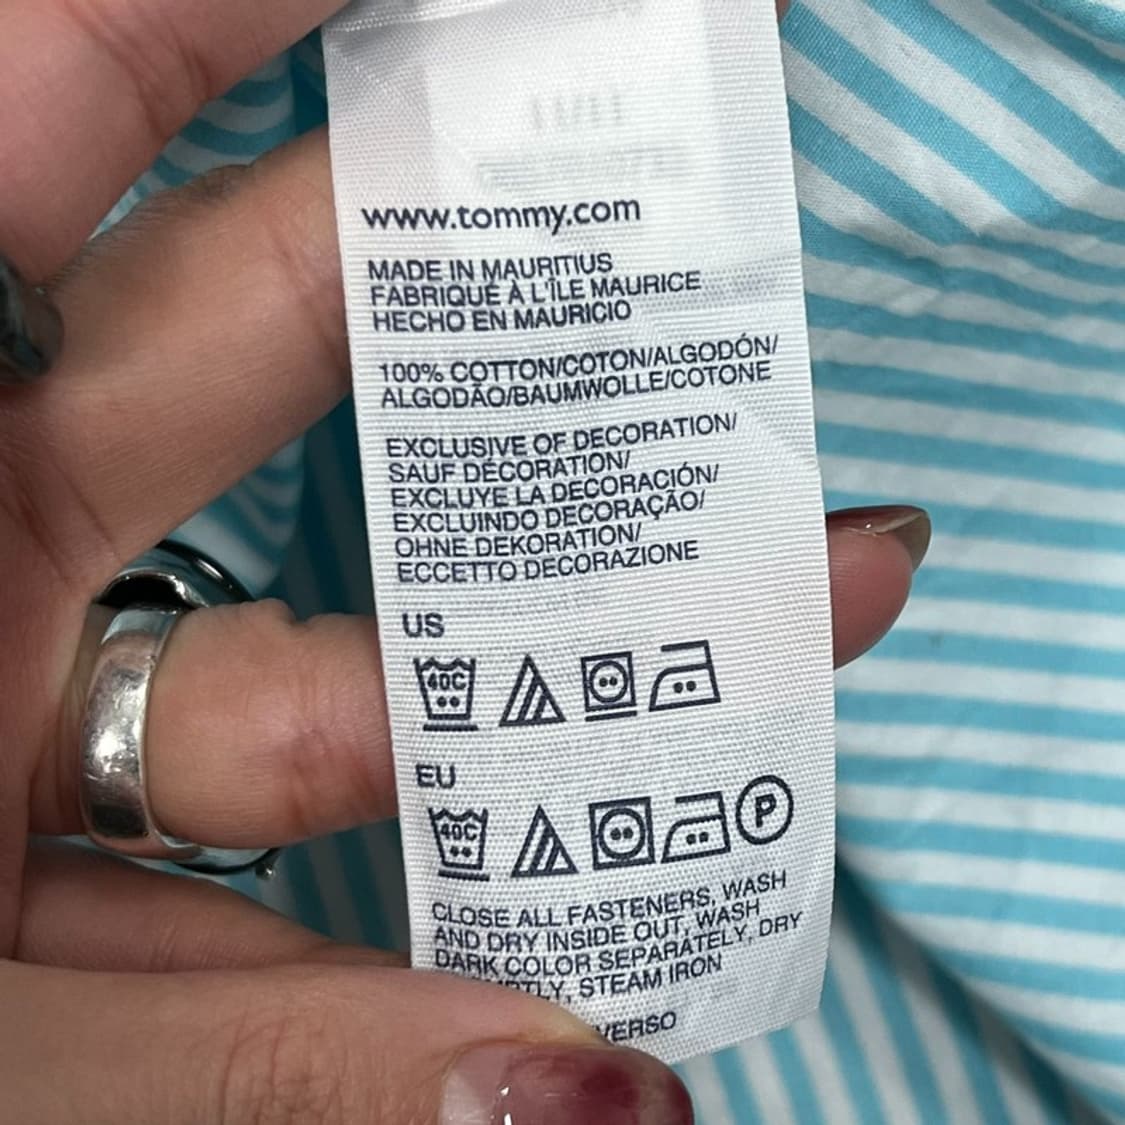 www.tommy.com
MADE IN MAURITIUS
FABRIQUÉ À L'ÎLE MAURICE
HECHO EN MAURICIO
100% COTTON/COTON/ALGODÓN/
ALGODÃO/BAUMWOLLE/COTONE
EXCLUSIVE OF DECORATION/
SAUF DÉCORATION/
EXCLUYE LA DECORACIÓN/
EXCLUINDO DECORAÇÃO/
OHNE DEKORATION/
ECCETTO DECORAZIONE
US
40C
EU
40C
P
CLOSE ALL FASTENERS, WASH
AND DRY INSIDE OUT, WASH
DARK COLOR SEPARATELY, DRY
STEAM IRON
VERSO